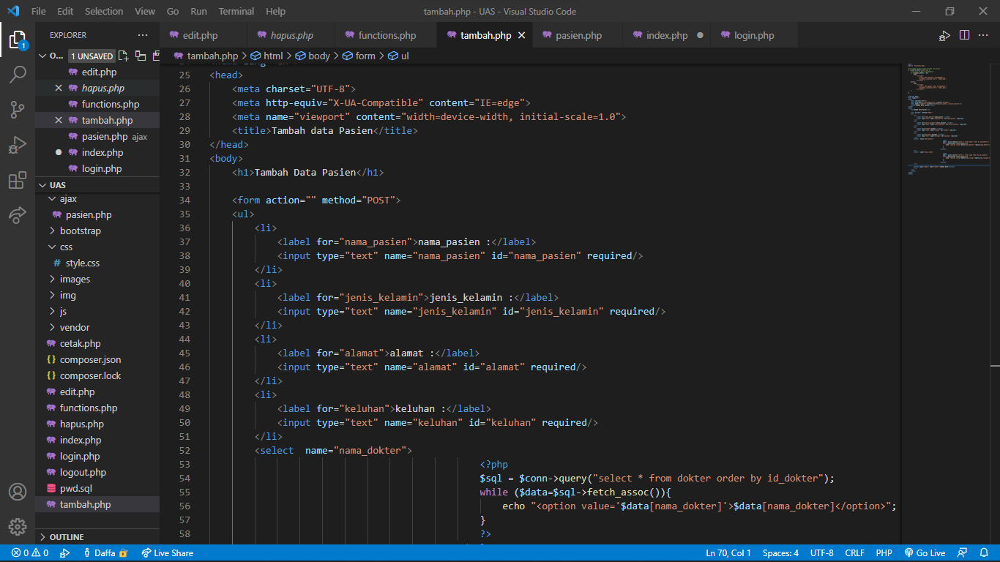 File Edit Selection View Go Run Terminal Help tambah.php - UAS - Visual Studio Code
EXPLORER ...
O... 1 UNSAVED
edit.php
hapus.php
functions.php
tambah.php
pasien.php ajax
index.php
login.php
UAS
ajax
pasien.php
bootstrap
css
# style.css
images
img
js
vendor
cetak.php
{} composer.json
{} composer.lock
edit.php
functions.php
hapus.php
index.php
login.php
logout.php
pwd.sql
tambah.php
OUTLINE
1
edit.php hapus.php functions.php tambah.php pasien.php index.php login.php
tambah.php > html > body > form > ul
25 <head>
26 <meta charset="UTF-8">
27 <meta http-equiv="X-UA-Compatible" content="IE=edge">
28 <meta name="viewport" content="width=device-width, initial-scale=1.0">
29 <title>Tambah data Pasien</title>
30 </head>
31 <body>
32 <h1>Tambah Data Pasien</h1>
33
34 <form action="" method="POST">
35 <ul>
36 <li>
37 <label for="nama_pasien">nama_pasien :</label>
38 <input type="text" name="nama_pasien" id="nama_pasien" required/>
39 </li>
40 <li>
41 <label for="jenis_kelamin">jenis_kelamin :</label>
42 <input type="text" name="jenis_kelamin" id="jenis_kelamin" required/>
43 </li>
44 <li>
45 <label for="alamat">alamat :</label>
46 <input type="text" name="alamat" id="alamat" required/>
47 </li>
48 <li>
49 <label for="keluhan">keluhan :</label>
50 <input type="text" name="keluhan" id="keluhan" required/>
51 </li>
52 <select  name="nama_dokter">
53 <?php
54 $sql = $conn->query("select * from dokter order by id_dokter");
55 while ($data=$sql->fetch_assoc()){
56 echo "<option value='$data[nama_dokter]'>$data[nama_dokter]</option>";
57 }
58 ?>
0 0 Daffa Live Share Ln 70, Col 1 Spaces: 4 UTF-8 CRLF PHP Go Live